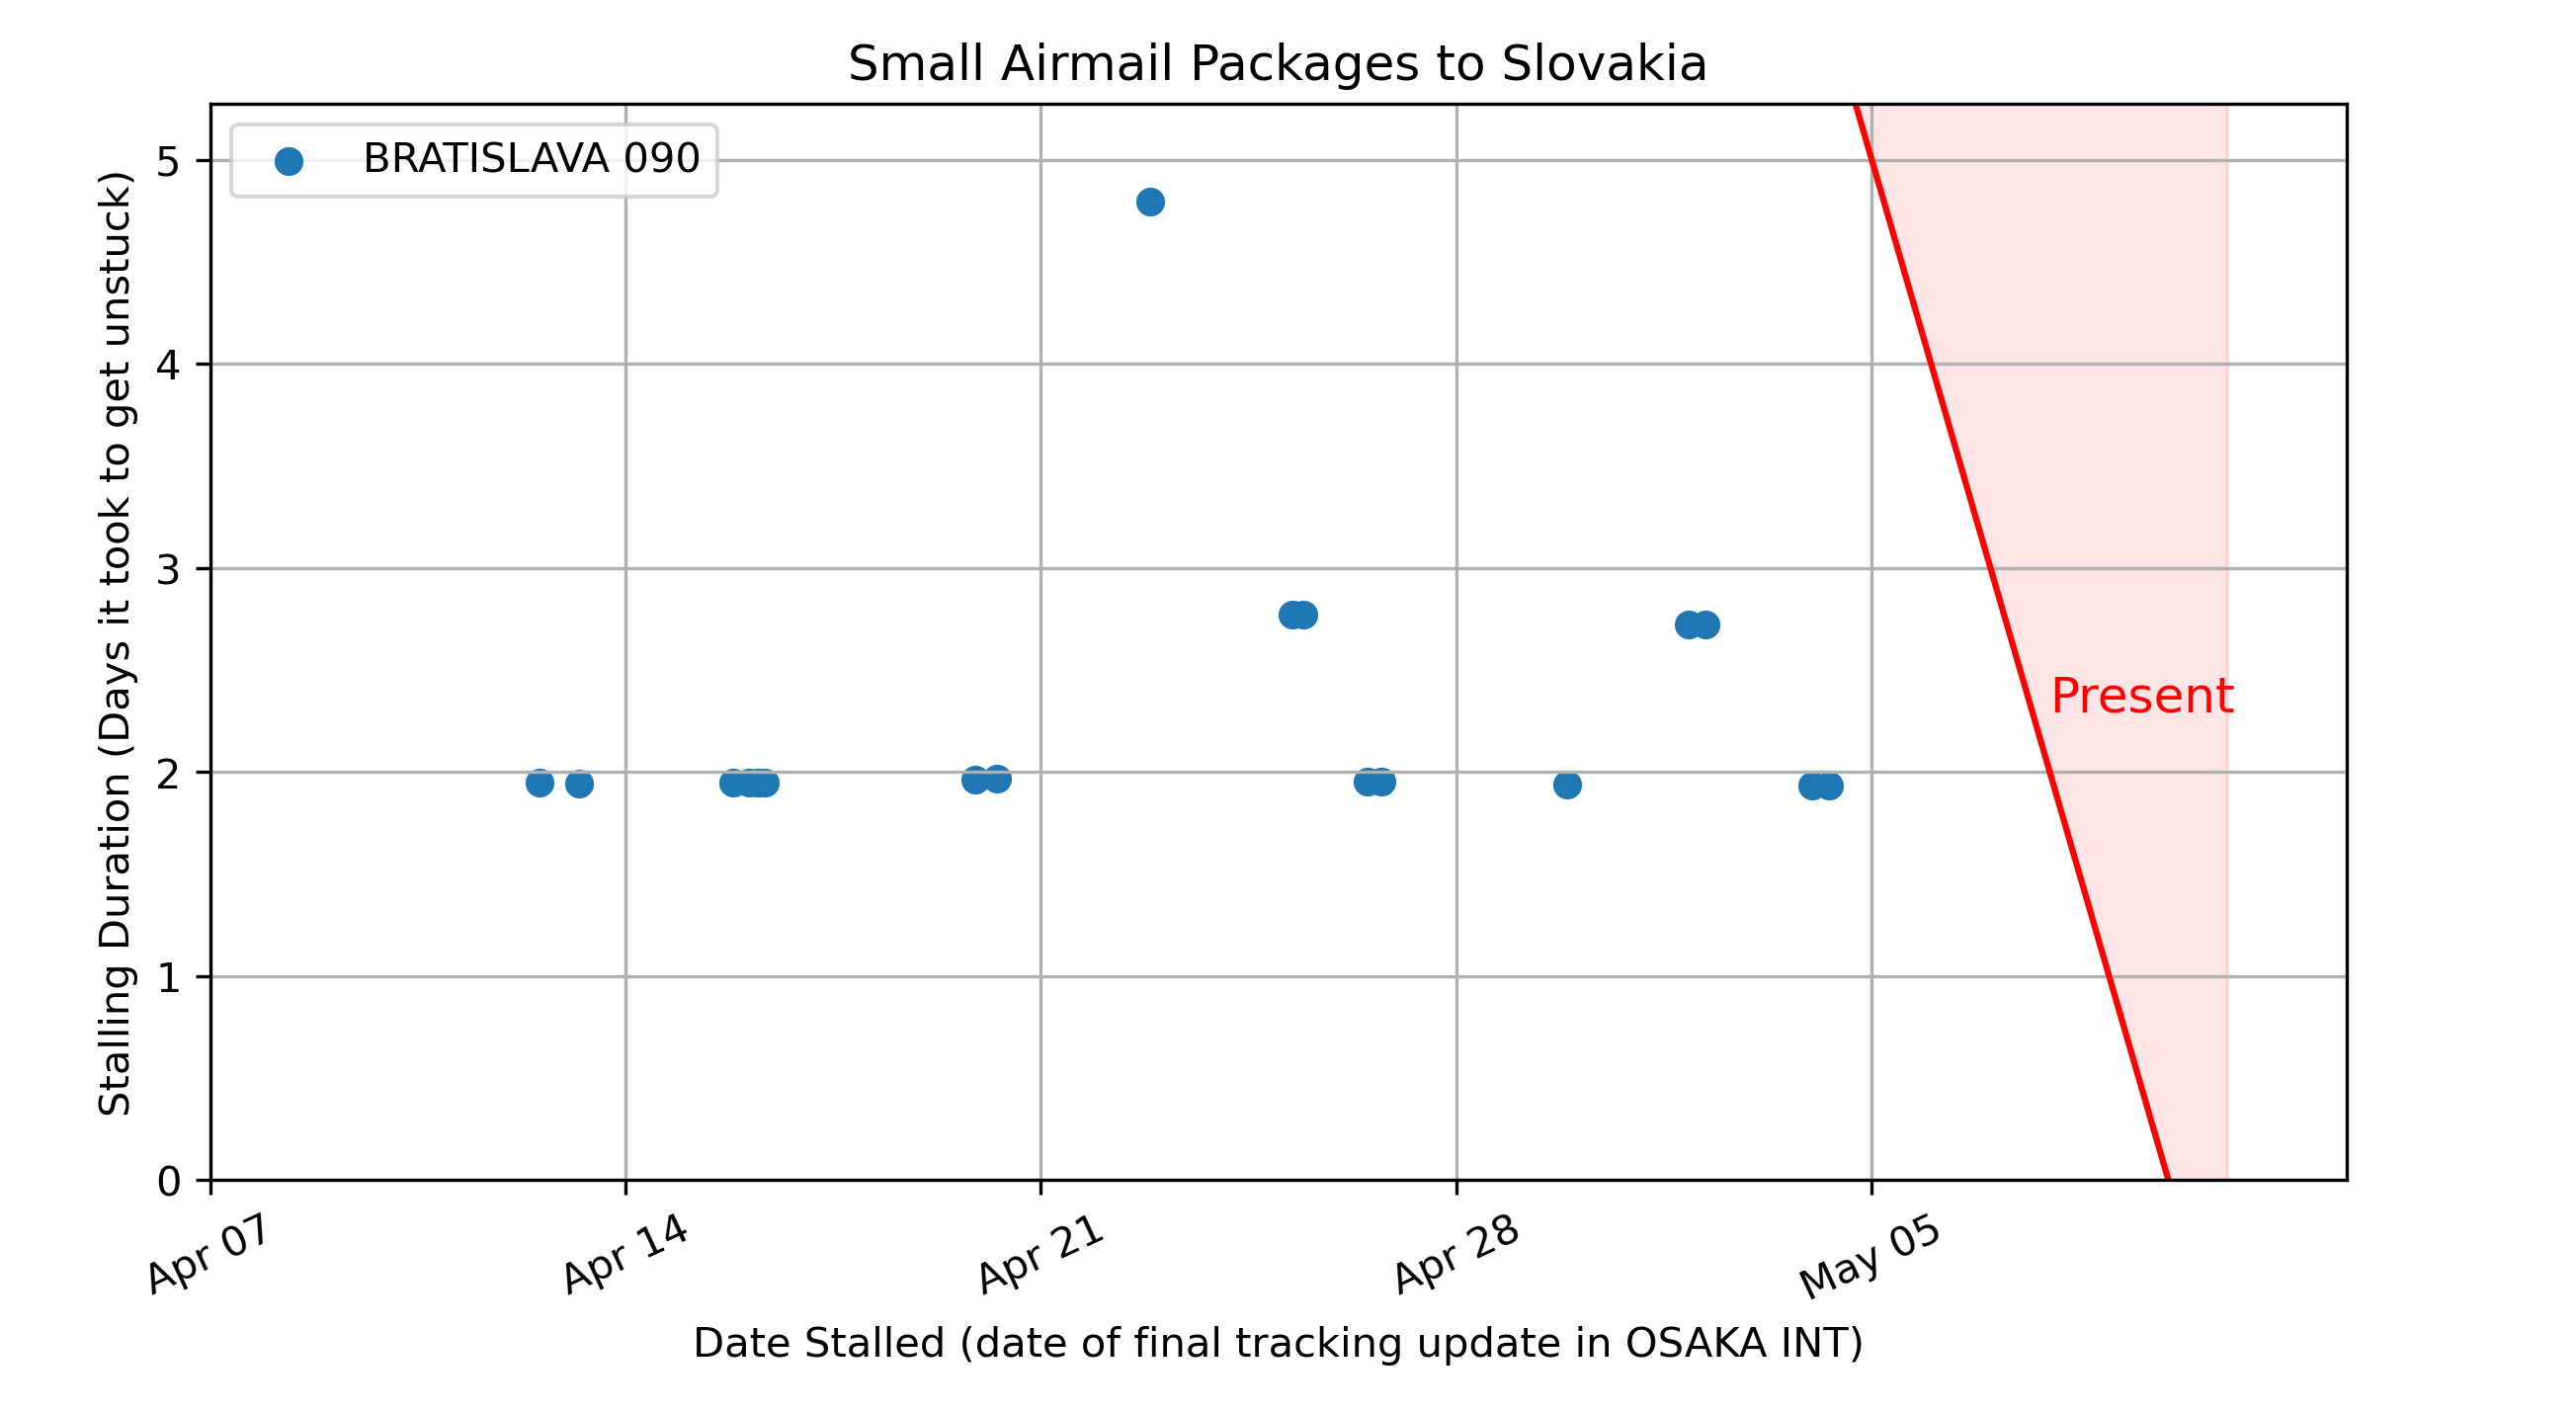 Small Airmail Packages to Slovakia
BRATISLAVA 090
Stalling Duration (Days it took to get unstuck)
5
4
3
2
1
0
Present
Apr 07
Apr 14
Apr 21
Apr 28
May 05
Date Stalled (date of final tracking update in OSAKA INT)